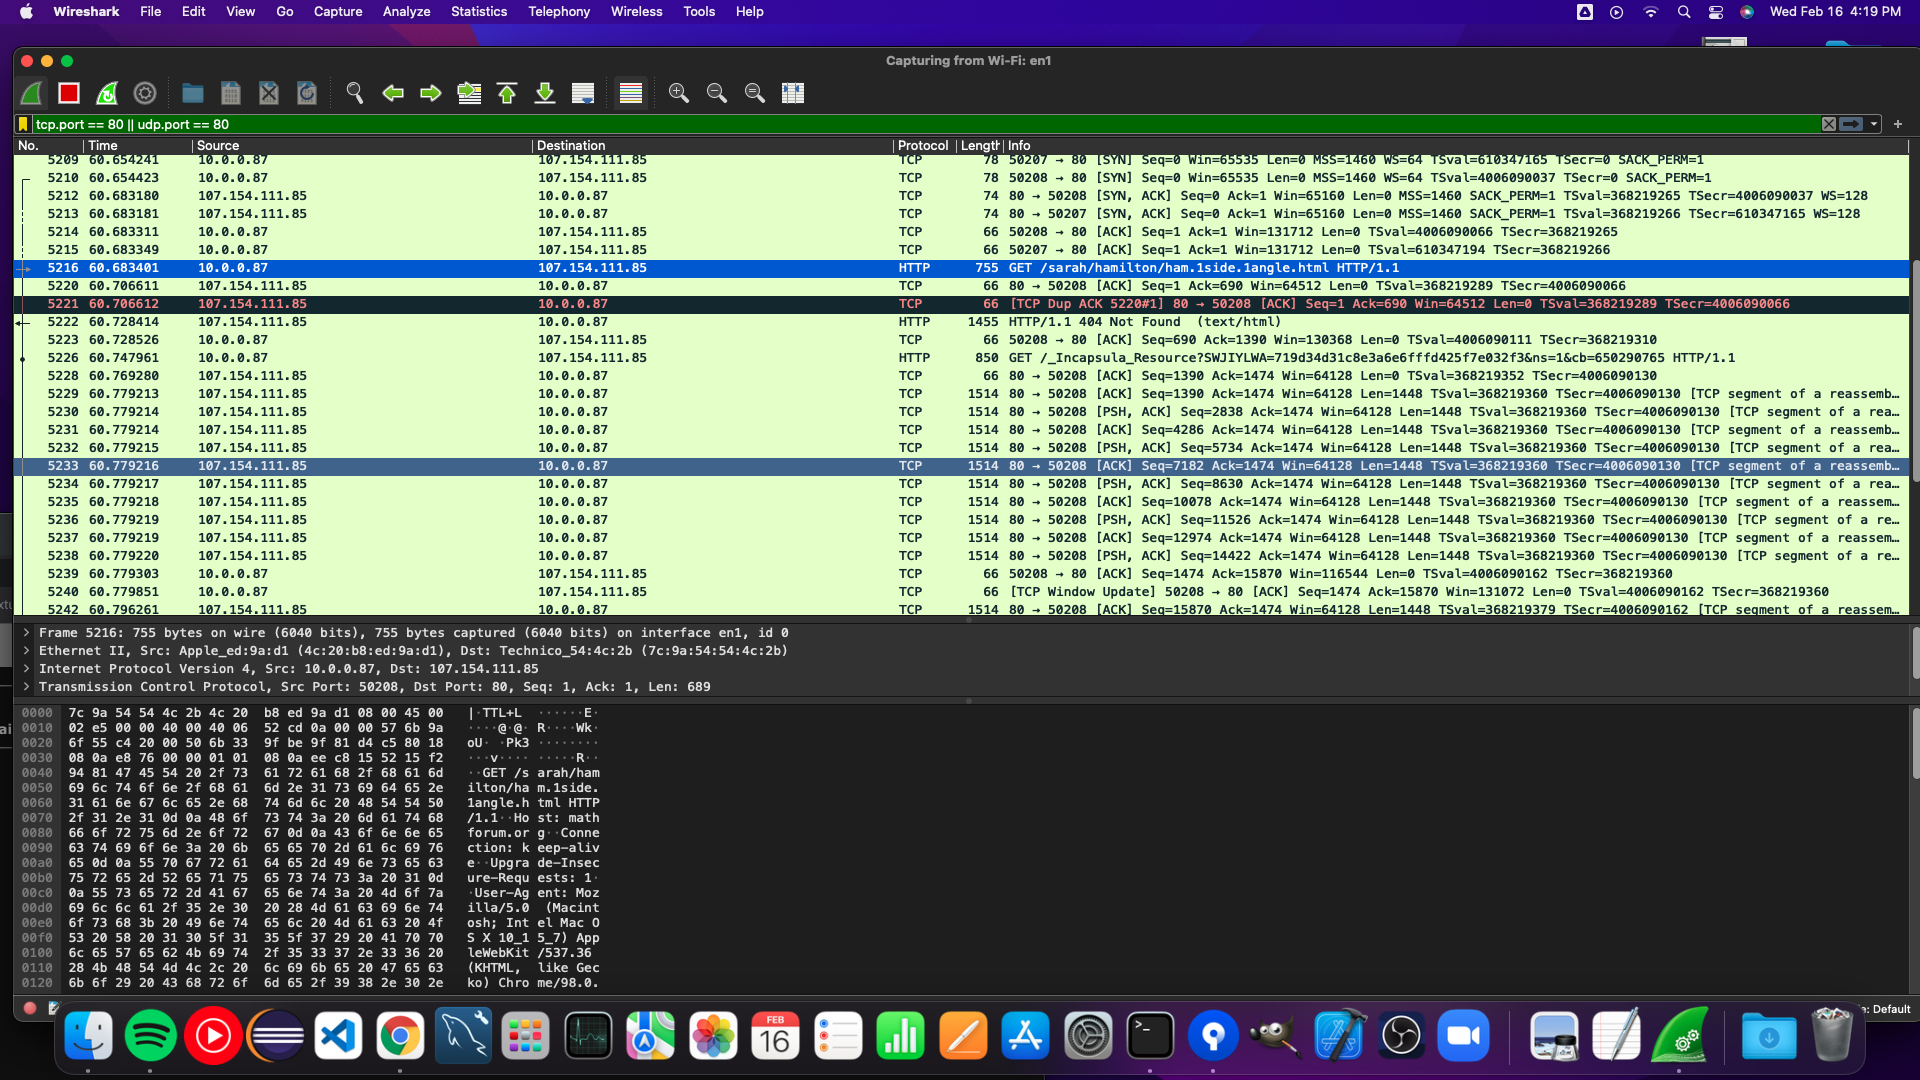 Wireshark File Edit View Go Capture Analyze Statistics Telephony Wireless Tools Help Wed Feb 16 4:19 PM
Capturing from Wi-Fi: en1
tcp.port == 80 || udp.port == 80
No. Time Source Destination Protocol Length Info
5209 60.654241 10.0.0.87 107.154.111.85 TCP 78 50207 → 80 [SYN] Seq=0 Win=65535 Len=0 MSS=1460 WS=64 TSval=610347165 TSecr=0 SACK_PERM=1
5210 60.654423 10.0.0.87 107.154.111.85 TCP 78 50208 → 80 [SYN] Seq=0 Win=65535 Len=0 MSS=1460 WS=64 TSval=4006090037 TSecr=0 SACK_PERM=1
5212 60.683180 107.154.111.85 10.0.0.87 TCP 74 80 → 50208 [SYN, ACK] Seq=0 Ack=1 Win=65160 Len=0 MSS=1460 SACK_PERM=1 TSval=368219265 TSecr=4006090037 WS=128
5213 60.683181 107.154.111.85 10.0.0.87 TCP 74 80 → 50207 [SYN, ACK] Seq=0 Ack=1 Win=65160 Len=0 MSS=1460 SACK_PERM=1 TSval=368219266 TSecr=610347165 WS=128
5214 60.683311 10.0.0.87 107.154.111.85 TCP 66 50208 → 80 [ACK] Seq=1 Ack=1 Win=131712 Len=0 TSval=4006090066 TSecr=368219265
5215 60.683349 10.0.0.87 107.154.111.85 TCP 66 50207 → 80 [ACK] Seq=1 Ack=1 Win=131712 Len=0 TSval=610347194 TSecr=368219266
5216 60.683401 10.0.0.87 107.154.111.85 HTTP 755 GET /sarah/hamilton/ham.1side.1angle.html HTTP/1.1
5220 60.706611 107.154.111.85 10.0.0.87 TCP 66 80 → 50208 [ACK] Seq=1 Ack=690 Win=64512 Len=0 TSval=368219289 TSecr=4006090066
5221 60.706612 107.154.111.85 10.0.0.87 TCP 66 [TCP Dup ACK 5220#1] 80 → 50208 [ACK] Seq=1 Ack=690 Win=64512 Len=0 TSval=368219289 TSecr=4006090066
5222 60.728414 107.154.111.85 10.0.0.87 HTTP 1455 HTTP/1.1 404 Not Found (text/html)
5223 60.728526 10.0.0.87 107.154.111.85 TCP 66 50208 → 80 [ACK] Seq=690 Ack=1390 Win=130368 Len=0 TSval=4006090111 TSecr=368219310
5226 60.747961 10.0.0.87 107.154.111.85 HTTP 850 GET /_Incapsula_Resource?SWJIYLWA=719d34d31c8e3a6e6fffd425f7e032f3&ns=1&cb=650290765 HTTP/1.1
5228 60.769280 107.154.111.85 10.0.0.87 TCP 66 80 → 50208 [ACK] Seq=1390 Ack=1474 Win=64128 Len=0 TSval=368219352 TSecr=4006090130
5229 60.779213 107.154.111.85 10.0.0.87 TCP 1514 80 → 50208 [ACK] Seq=1390 Ack=1474 Win=64128 Len=1448 TSval=368219360 TSecr=4006090130 [TCP segment of a reassemb…
5230 60.779214 107.154.111.85 10.0.0.87 TCP 1514 80 → 50208 [PSH, ACK] Seq=2838 Ack=1474 Win=64128 Len=1448 TSval=368219360 TSecr=4006090130 [TCP segment of a rea…
5231 60.779214 107.154.111.85 10.0.0.87 TCP 1514 80 → 50208 [ACK] Seq=4286 Ack=1474 Win=64128 Len=1448 TSval=368219360 TSecr=4006090130 [TCP segment of a reassemb…
5232 60.779215 107.154.111.85 10.0.0.87 TCP 1514 80 → 50208 [PSH, ACK] Seq=5734 Ack=1474 Win=64128 Len=1448 TSval=368219360 TSecr=4006090130 [TCP segment of a rea…
5233 60.779216 107.154.111.85 10.0.0.87 TCP 1514 80 → 50208 [ACK] Seq=7182 Ack=1474 Win=64128 Len=1448 TSval=368219360 TSecr=4006090130 [TCP segment of a reassemb…
5234 60.779217 107.154.111.85 10.0.0.87 TCP 1514 80 → 50208 [PSH, ACK] Seq=8630 Ack=1474 Win=64128 Len=1448 TSval=368219360 TSecr=4006090130 [TCP segment of a rea…
5235 60.779218 107.154.111.85 10.0.0.87 TCP 1514 80 → 50208 [ACK] Seq=10078 Ack=1474 Win=64128 Len=1448 TSval=368219360 TSecr=4006090130 [TCP segment of a reassem…
5236 60.779219 107.154.111.85 10.0.0.87 TCP 1514 80 → 50208 [PSH, ACK] Seq=11526 Ack=1474 Win=64128 Len=1448 TSval=368219360 TSecr=4006090130 [TCP segment of a re…
5237 60.779219 107.154.111.85 10.0.0.87 TCP 1514 80 → 50208 [ACK] Seq=12974 Ack=1474 Win=64128 Len=1448 TSval=368219360 TSecr=4006090130 [TCP segment of a reassem…
5238 60.779220 107.154.111.85 10.0.0.87 TCP 1514 80 → 50208 [PSH, ACK] Seq=14422 Ack=1474 Win=64128 Len=1448 TSval=368219360 TSecr=4006090130 [TCP segment of a re…
5239 60.779303 10.0.0.87 107.154.111.85 TCP 66 50208 → 80 [ACK] Seq=1474 Ack=15870 Win=116544 Len=0 TSval=4006090162 TSecr=368219360
5240 60.779851 10.0.0.87 107.154.111.85 TCP 66 [TCP Window Update] 50208 → 80 [ACK] Seq=1474 Ack=15870 Win=131072 Len=0 TSval=4006090162 TSecr=368219360
5242 60.796261 107.154.111.85 10.0.0.87 TCP 1514 80 → 50208 [ACK] Seq=15870 Ack=1474 Win=64128 Len=1448 TSval=368219379 TSecr=4006090162 [TCP segment of a reassem…
Frame 5216: 755 bytes on wire (6040 bits), 755 bytes captured (6040 bits) on interface en1, id 0
Ethernet II, Src: Apple_ed:9a:d1 (4c:20:b8:ed:9a:d1), Dst: Technico_54:4c:2b (7c:9a:54:54:4c:2b)
Internet Protocol Version 4, Src: 10.0.0.87, Dst: 107.154.111.85
Transmission Control Protocol, Src Port: 50208, Dst Port: 80, Seq: 1, Ack: 1, Len: 689
0000 7c 9a 54 54 4c 2b 4c 20 b8 ed 9a d1 08 00 45 00 |·TTL+L ······E·
0010 02 e5 00 00 40 00 40 06 52 cd 0a 00 00 57 6b 9a ····@·@· R····Wk·
0020 6f 55 c4 20 00 50 6b 33 9f be 9f 81 d4 c5 80 18 oU· ·Pk3 ········
0030 08 0a e8 76 00 00 01 01 08 0a ee c8 15 52 15 f2 ···v···· ·····R··
0040 94 81 47 45 54 20 2f 73 61 72 61 68 2f 68 61 6d ··GET /s arah/ham
0050 69 6c 74 6f 6e 2f 68 61 6d 2e 31 73 69 64 65 2e ilton/ha m.1side.
0060 31 61 6e 67 6c 65 2e 68 74 6d 6c 20 48 54 54 50 1angle.h tml HTTP
0070 2f 31 2e 31 0d 0a 48 6f 73 74 3a 20 6d 61 74 68 /1.1··Ho st: math
0080 66 6f 72 75 6d 2e 6f 72 67 0d 0a 43 6f 6e 6e 65 forum.or g··Conne
0090 63 74 69 6f 6e 3a 20 6b 65 65 70 2d 61 6c 69 76 ction: k eep-aliv
00a0 65 0d 0a 55 70 67 72 61 64 65 2d 49 6e 73 65 63 e··Upgra de-Insec
00b0 75 72 65 2d 52 65 71 75 65 73 74 73 3a 20 31 0d ure-Requ ests: 1·
00c0 0a 55 73 65 72 2d 41 67 65 6e 74 3a 20 4d 6f 7a ·User-Ag ent: Moz
00d0 69 6c 6c 61 2f 35 2e 30 20 28 4d 61 63 69 6e 74 illa/5.0 (Macint
00e0 6f 73 68 3b 20 49 6e 74 65 6c 20 4d 61 63 20 4f osh; Int el Mac O
00f0 53 20 58 20 31 30 5f 31 35 5f 37 29 20 41 70 70 S X 10_1 5_7) App
0100 6c 65 57 65 62 4b 69 74 2f 35 33 37 2e 33 36 20 leWebKit /537.36
0110 28 4b 48 54 4d 4c 2c 20 6c 69 6b 65 20 47 65 63 (KHTML, like Gec
0120 6b 6f 29 20 43 68 72 6f 6d 65 2f 39 38 2e 30 2e ko) Chro me/98.0.
e: Default
FEB
16